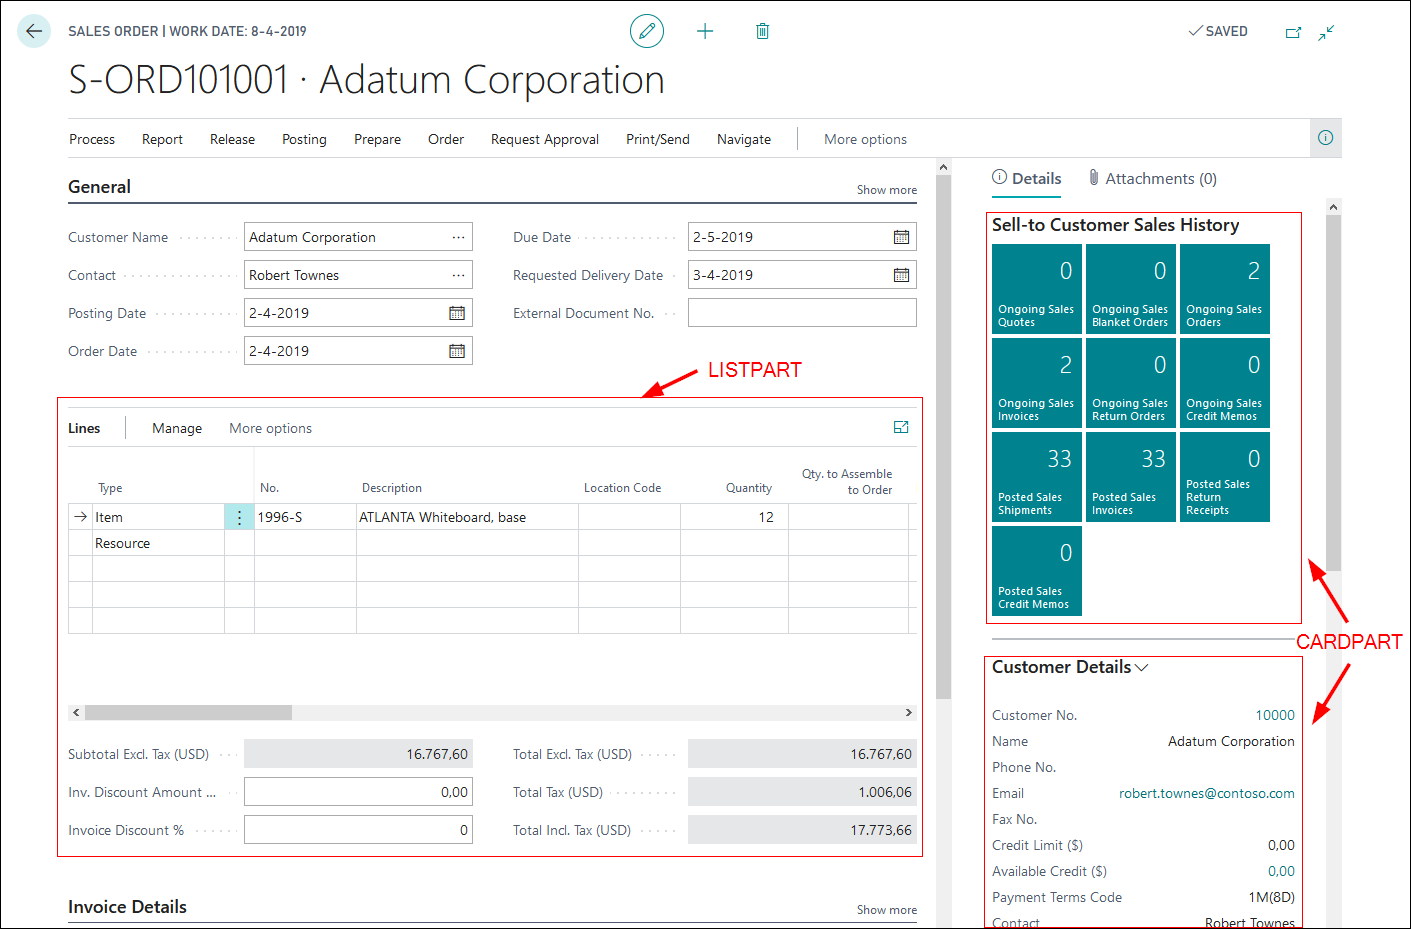 SALES ORDER | WORK DATE: 8-4-2019
SAVED
S-ORD101001 · Adatum Corporation
Process Report Release Posting Prepare Order Request Approval Print/Send Navigate More options
General Show more
Customer Name Adatum Corporation ···
Contact Robert Townes ···
Posting Date 2-4-2019
Order Date 2-4-2019
Due Date 2-5-2019
Requested Delivery Date 3-4-2019
External Document No.
LISTPART
Lines Manage More options
Type No. Description Location Code Quantity Qty. to Assemble
to Order
Item 1996-S ATLANTA Whiteboard, base 12
Resource
Subtotal Excl. Tax (USD) 16.767,60
Inv. Discount Amount ... 0,00
Invoice Discount % 0
Total Excl. Tax (USD) 16.767,60
Total Tax (USD) 1.006,06
Total Incl. Tax (USD) 17.773,66
Invoice Details Show more
Details Attachments (0)
Sell-to Customer Sales History
0
Ongoing Sales
Quotes
0
Ongoing Sales
Blanket Orders
2
Ongoing Sales
Orders
2
Ongoing Sales
Invoices
0
Ongoing Sales
Return Orders
0
Ongoing Sales
Credit Memos
33
Posted Sales
Shipments
33
Posted Sales
Invoices
0
Posted Sales
Return
Receipts
0
Posted Sales
Credit Memos
CARDPART
Customer Details
Customer No. 10000
Name Adatum Corporation
Phone No.
Email robert.townes@contoso.com
Fax No.
Credit Limit ($) 0,00
Available Credit ($) 0,00
Payment Terms Code 1M(8D)
Contact Robert Townes